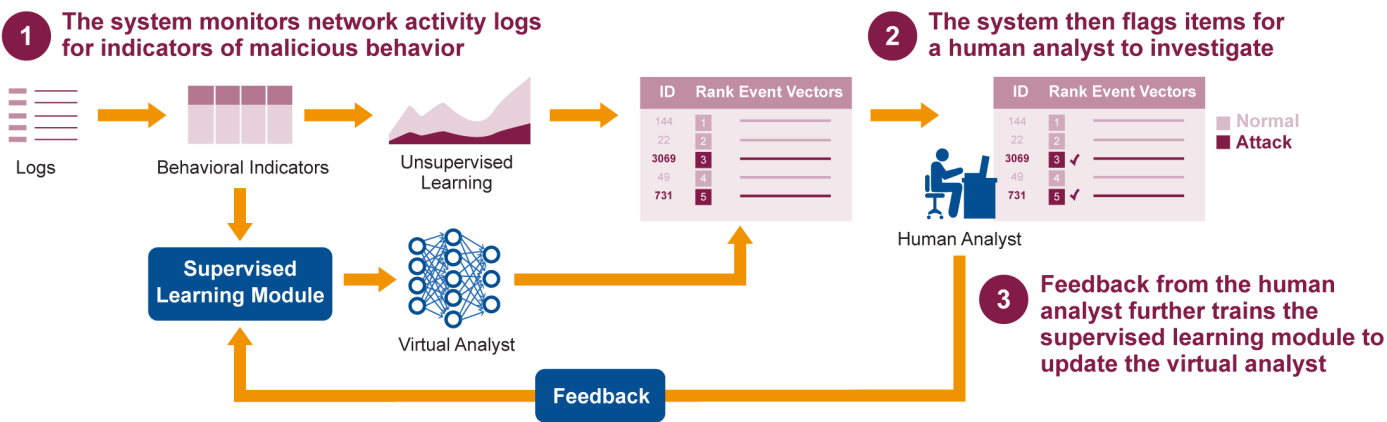 1
The system monitors network activity logs
for indicators of malicious behavior
2
The system then flags items for
a human analyst to investigate
Logs
Behavioral Indicators
Unsupervised
Learning
ID Rank Event Vectors
144 1
22 2
3069 3
49 4
731 5
ID Rank Event Vectors
144 1
22 2
3069 3
49 4
731 5
Normal
Attack
Human Analyst
Supervised
Learning Module
Virtual Analyst
3
Feedback from the human
analyst further trains the
supervised learning module to
update the virtual analyst
Feedback